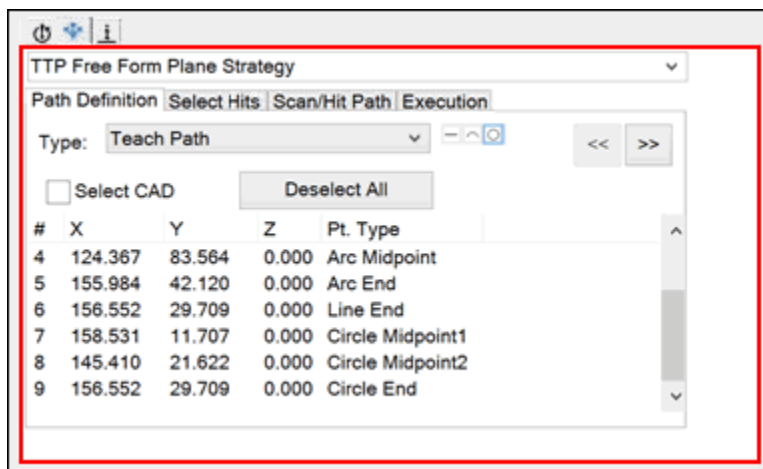 TTP Free Form Plane Strategy
Path Definition Select Hits Scan/Hit Path Execution
Type: Teach Path << >>
Select CAD Deselect All
# X Y Z Pt. Type
4 124.367 83.564 0.000 Arc Midpoint
5 155.984 42.120 0.000 Arc End
6 156.552 29.709 0.000 Line End
7 158.531 11.707 0.000 Circle Midpoint1
8 145.410 21.622 0.000 Circle Midpoint2
9 156.552 29.709 0.000 Circle End